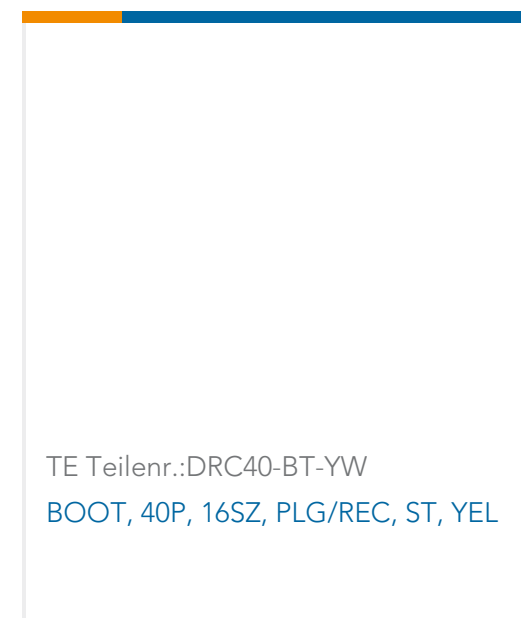 TE Teilenr.:DRC40-BT-YW
BOOT, 40P, 16SZ, PLG/REC, ST, YEL